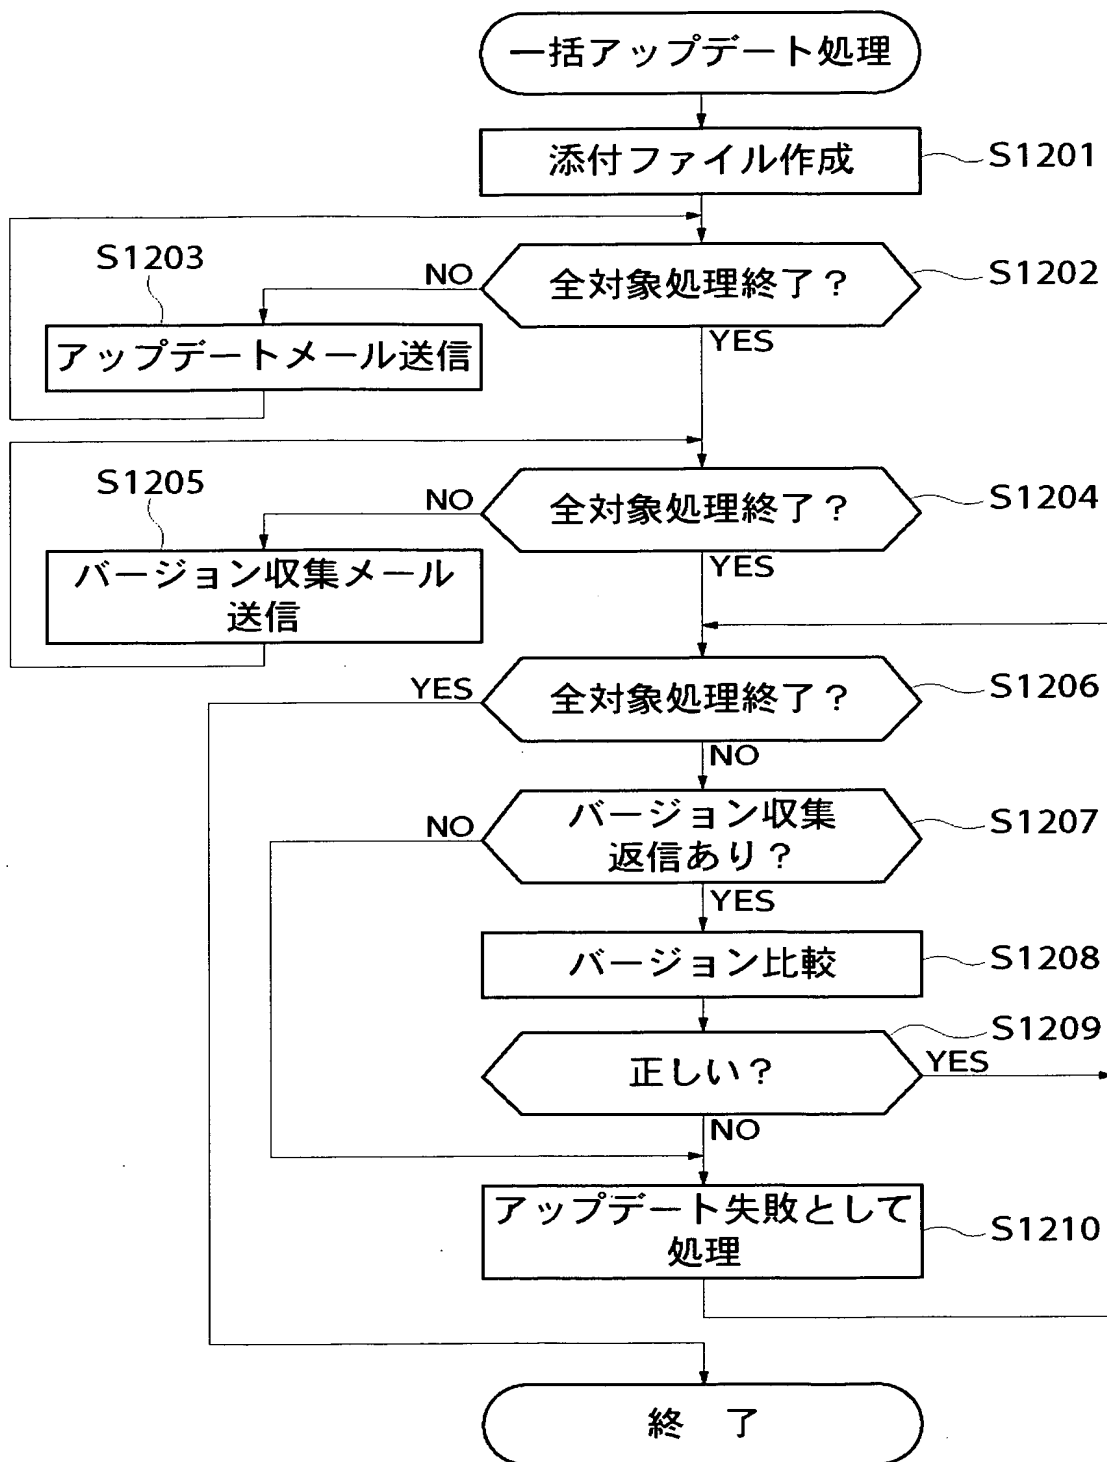 一括アップデート処理
添付ファイル作成
S1201
S1203
NO
全対象処理終了？
S1202
YES
アップデートメール送信
S1205
NO
全対象処理終了？
S1204
YES
バージョン収集メール
送信
YES
全対象処理終了？
S1206
NO
NO
バージョン収集
返信あり？
S1207
YES
バージョン比較
S1208
S1209
正しい？
YES
NO
アップデート失敗として
処理
S1210
終 了